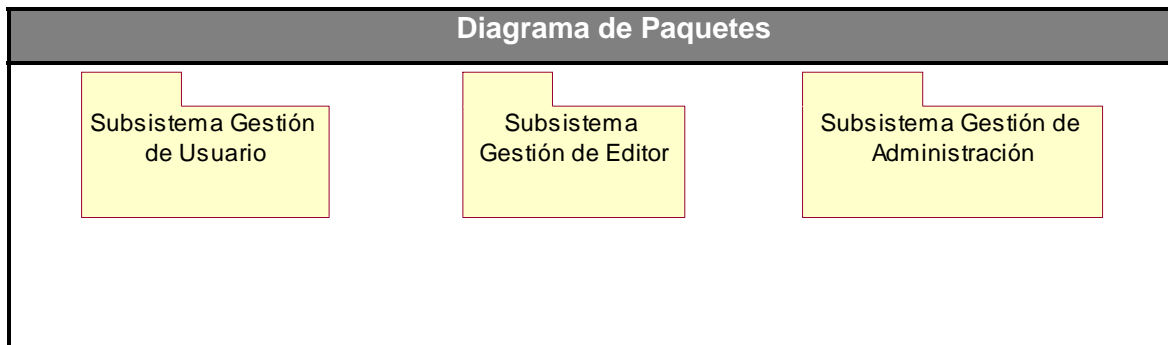 Diagrama de Paquetes
Subsistema Gestión
de Usuario
Subsistema
Gestión de Editor
Subsistema Gestión de
Administración